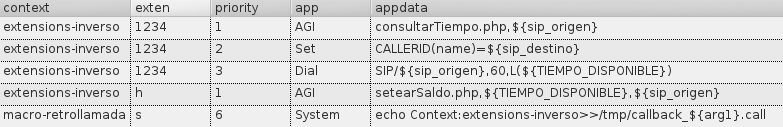 context exten priority app appdata
extensions-inverso 1234 1 AGI consultarTiempo.php,${sip_origen}
extensions-inverso 1234 2 Set CALLERID(name)=${sip_destino}
extensions-inverso 1234 3 Dial SIP/${sip_origen},60,L(${TIEMPO_DISPONIBLE})
extensions-inverso h 1 AGI setearSaldo.php,${TIEMPO_DISPONIBLE},${sip_origen}
macro-retrollamada s 6 System echo Context:extensions-inverso>>/tmp/callback_${arg1}.call